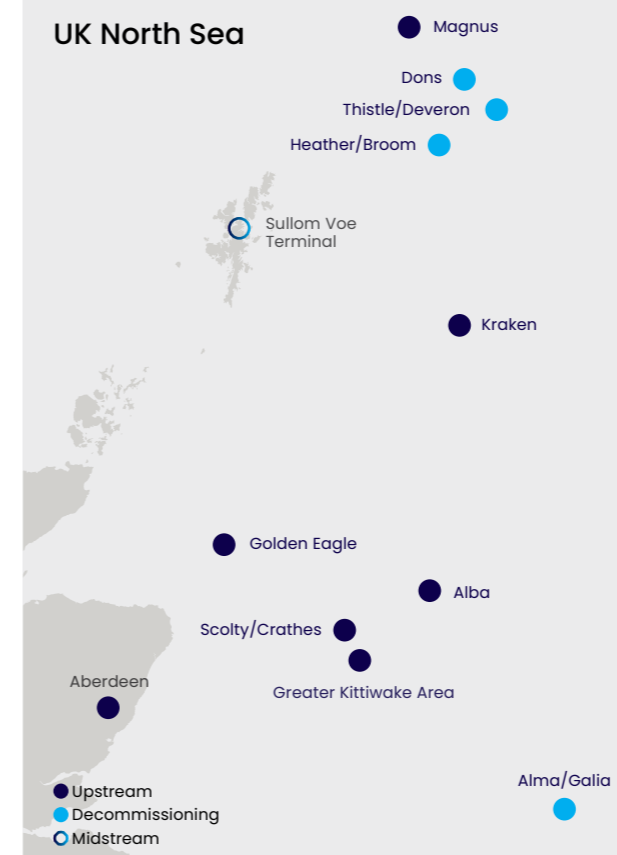 UK North Sea
Magnus
Dons
Thistle/Deveron
Heather/Broom
Sullom Voe
Terminal
Kraken
Golden Eagle
Alba
Scolty/Crathes
Greater Kittiwake Area
Aberdeen
Alma/Galia
Upstream
Decommissioning
Midstream